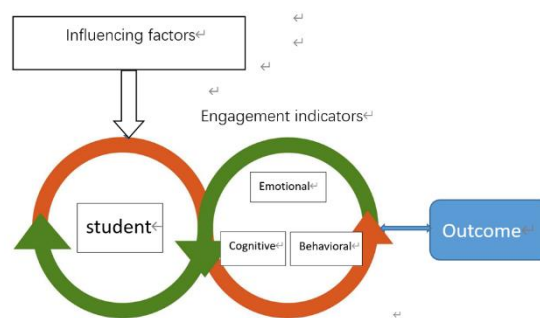 Influencing factors
Engagement indicators
Emotional
student
Cognitive
Behavioral
Outcome